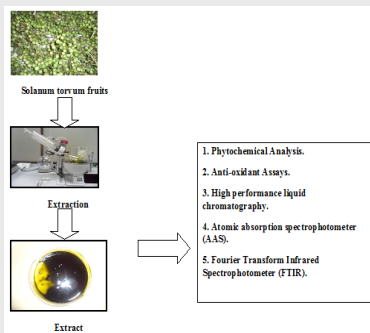 Solanum torvum fruits
Extraction
Extract
1. Phytochemical Analysis.
2. Anti-oxidant Assays.
3. High performance liquid
chromatography.
4. Atomic absorption spectrophotometer
(AAS).
5. Fourier Transform Infrared
Spectrophotometer (FTIR).